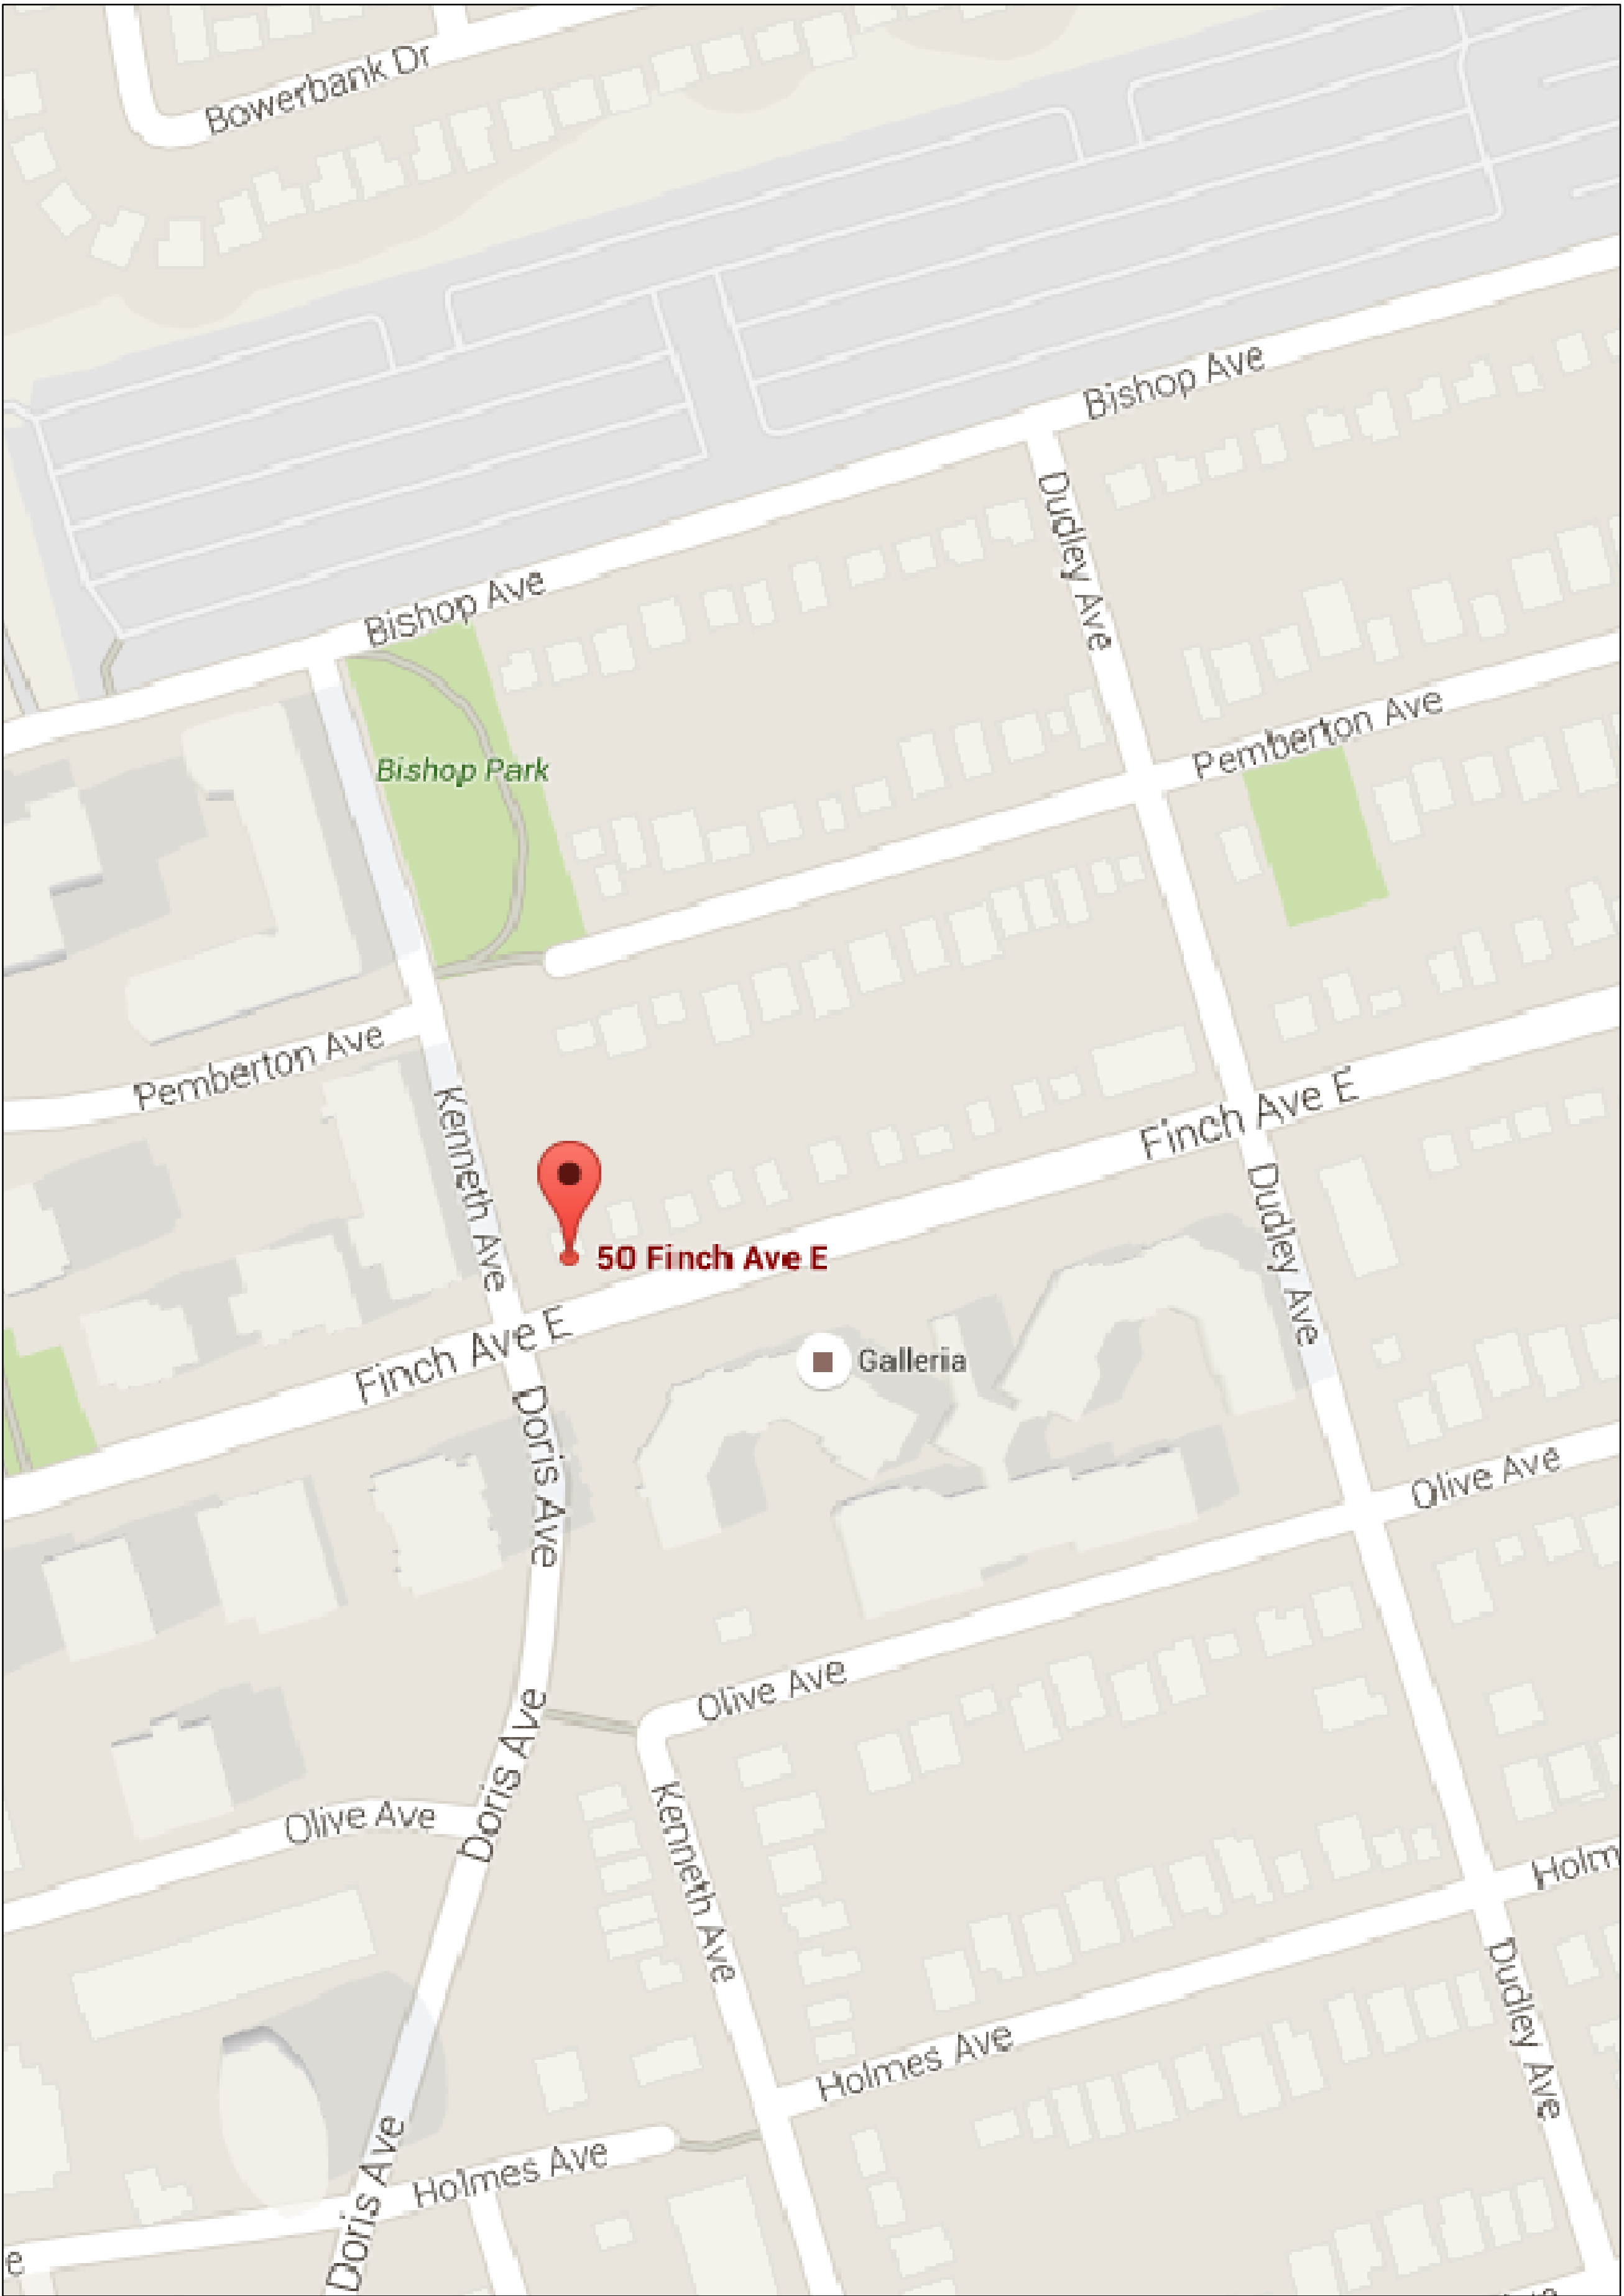 Bowerbank Dr
Bishop Ave
Dudley Ave
Bishop Ave
Pemberton Ave
Bishop Park
Pemberton Ave
Kenneth Ave
Finch Ave E
50 Finch Ave E
Dudley Ave
Finch Ave E
Galleria
Doris Ave
Olive Ave
Olive Ave
Doris Ave
Olive Ave
Kenneth Ave
Holm
Dudley Ave
Holmes Ave
Holmes Ave
Doris Ave
e